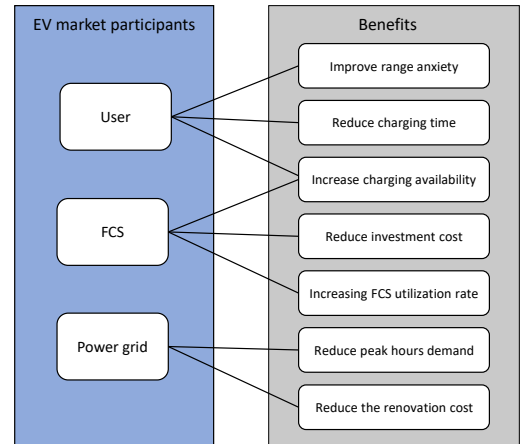 EV market participants
Benefits
User
FCS
Power grid
Improve range anxiety
Reduce charging time
Increase charging availability
Reduce investment cost
Increasing FCS utilization rate
Reduce peak hours demand
Reduce the renovation cost